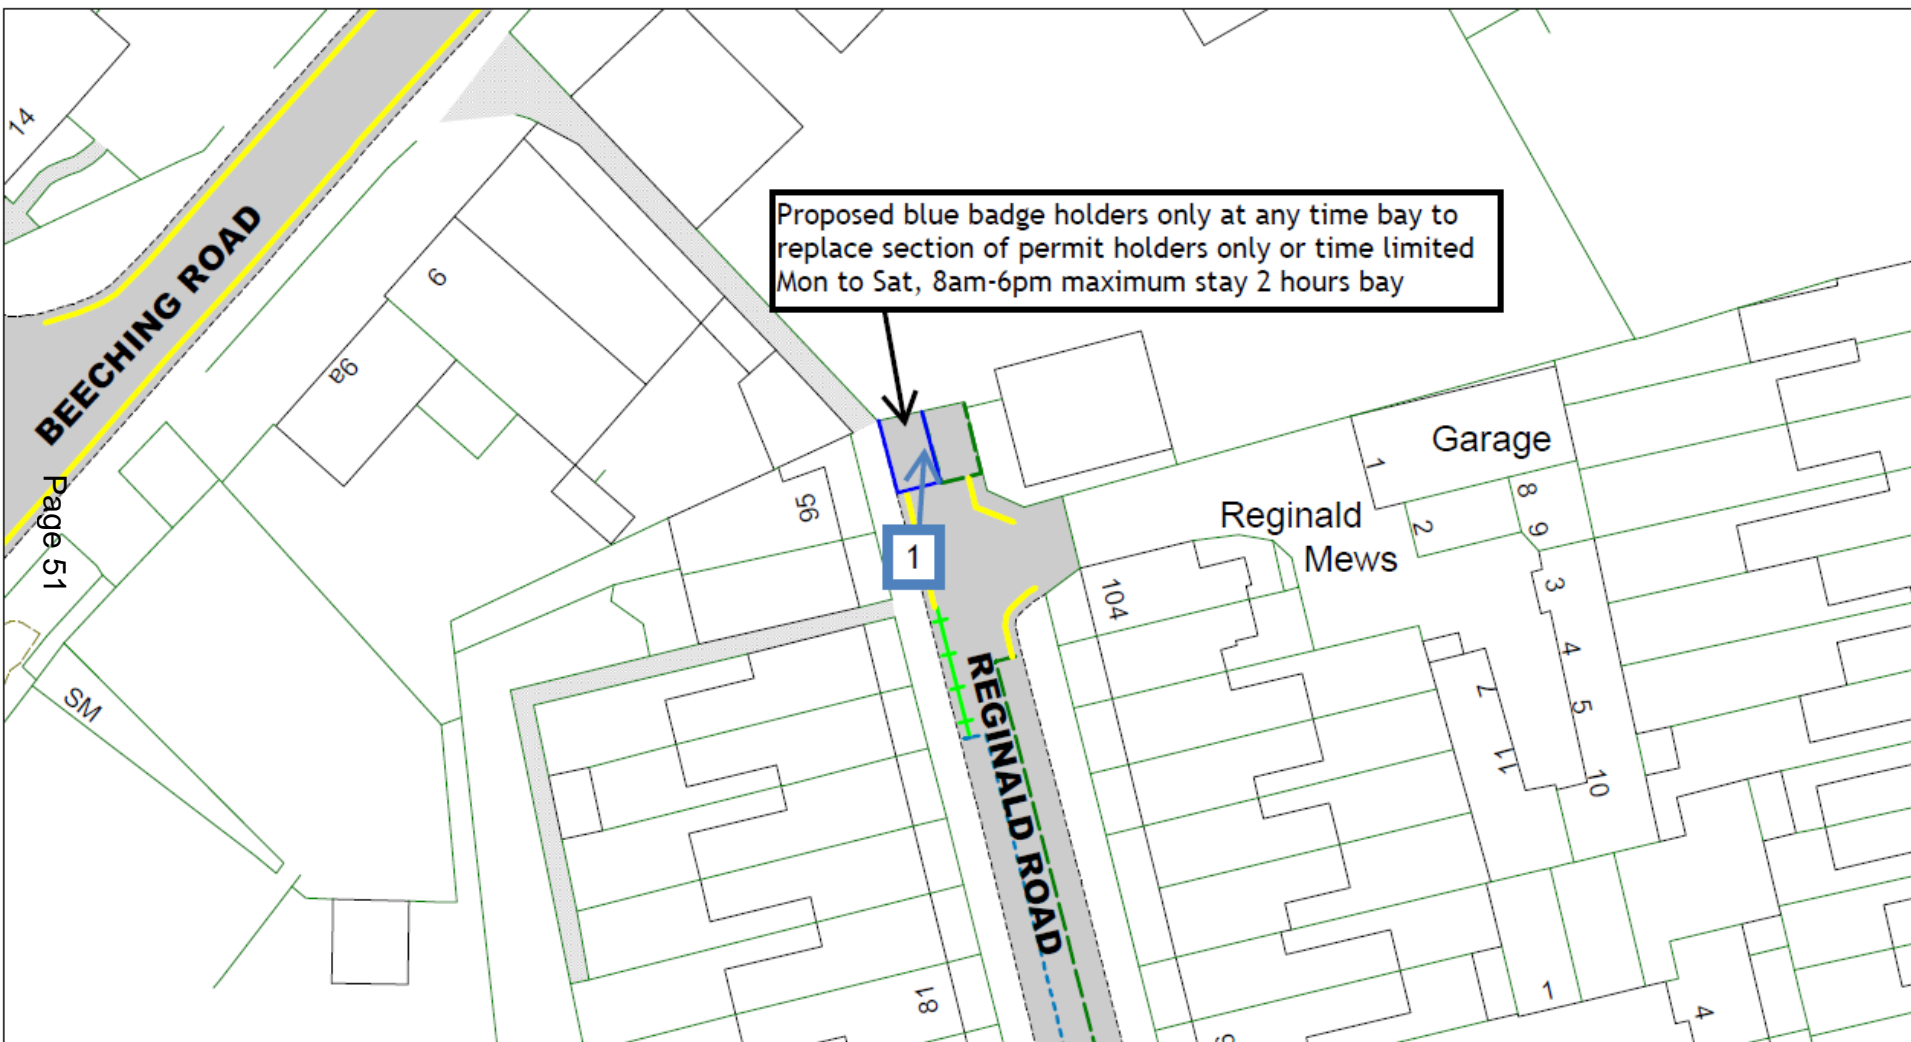 14
BEECHING ROAD
9
9a
Proposed blue badge holders only at any time bay to
replace section of permit holders only or time limited
Mon to Sat, 8am-6pm maximum stay 2 hours bay
Page 51
95
1
Garage
1
2
8
9
Reginald
Mews
104
3
4
5
7
11
10
SM
REGINALD ROAD
81
1
4